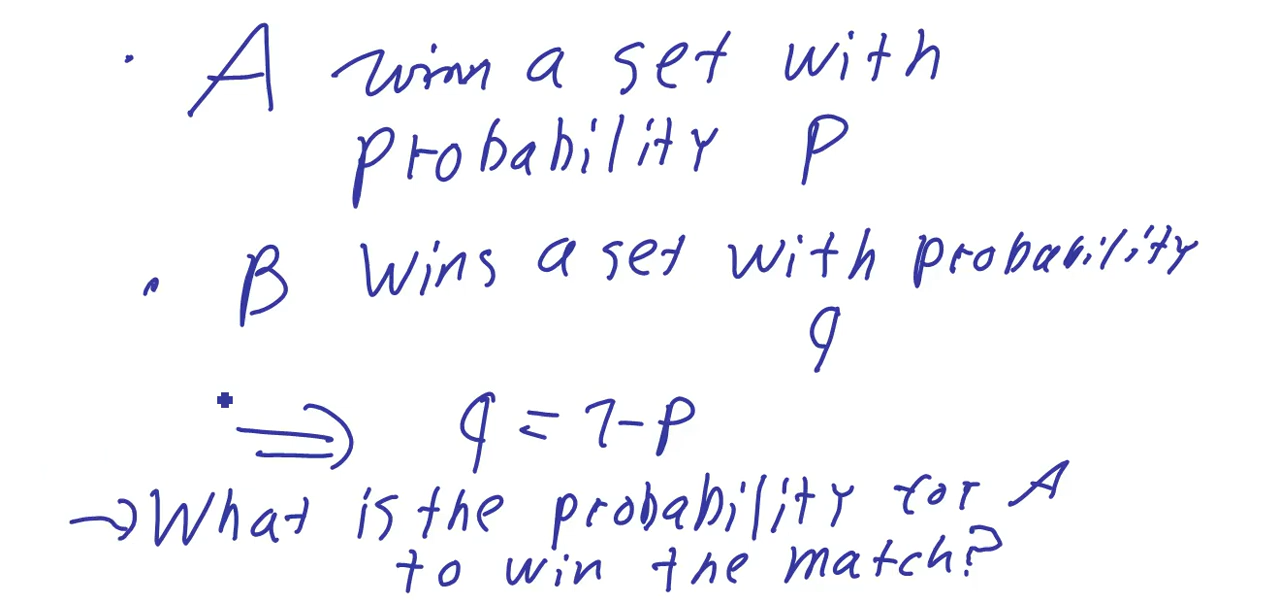 · A win a set with
probability p
· B wins a set with probability
q
⇒ q = 1-p
→ What is the probability for A
to win the match?